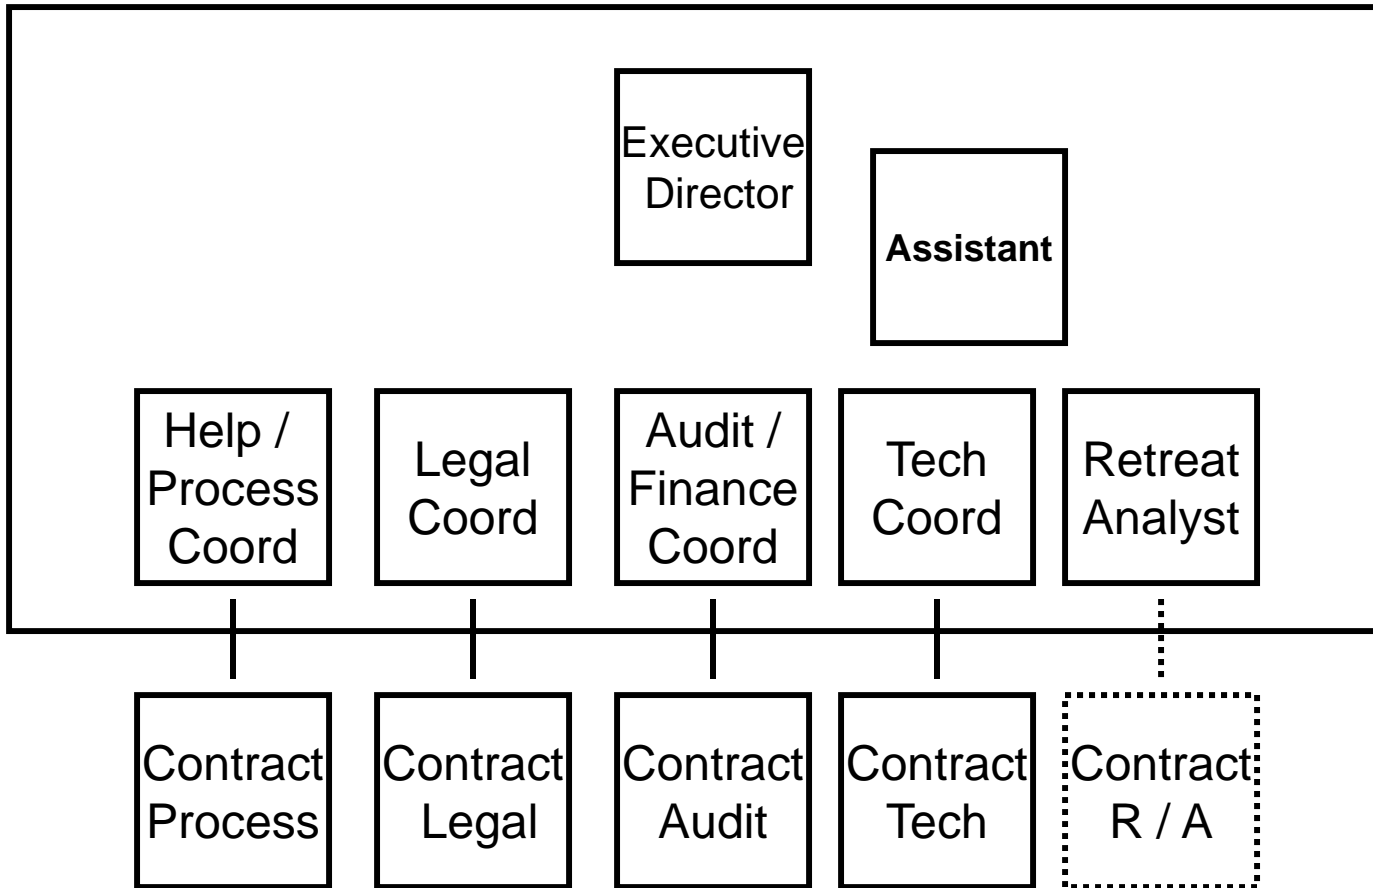 Executive
Director
Assistant
Help /
Process
Coord
Legal
Coord
Audit /
Finance
Coord
Tech
Coord
Retreat
Analyst
Contract
Process
Contract
Legal
Contract
Audit
Contract
Tech
Contract
R / A